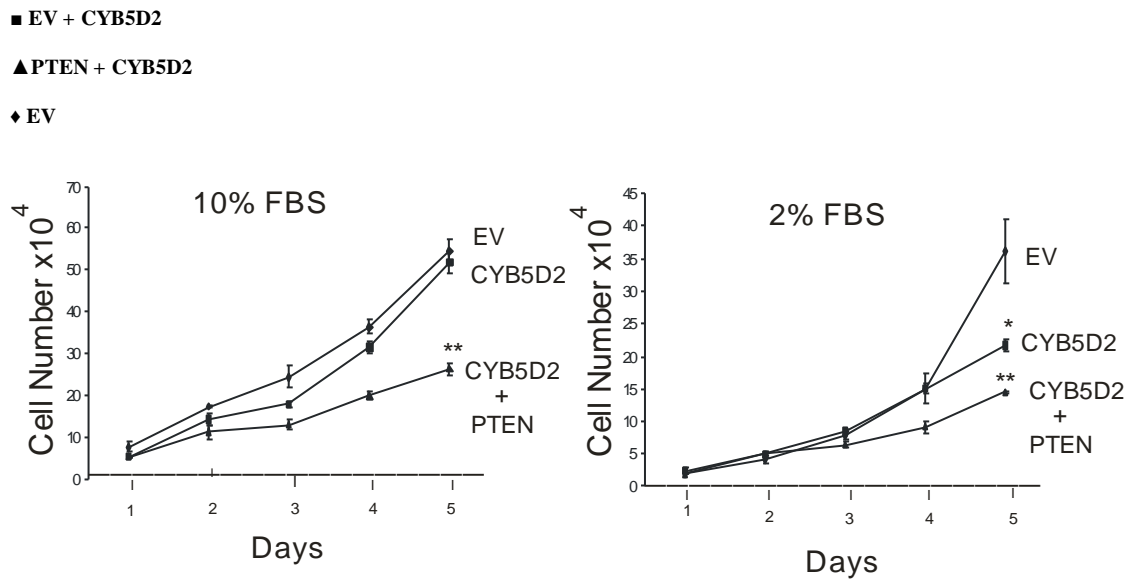 ■ EV + CYB5D2
▲PTEN + CYB5D2
♦ EV
10% FBS
Cell Number x10^4
70
60
50
40
30
20
10
0
EV
CYB5D2
**
CYB5D2
+
PTEN
1 2 3 4 5
Days
2% FBS
Cell Number x10^4
45
40
35
30
25
20
15
10
5
0
EV
*
CYB5D2
**
CYB5D2
+
PTEN
1 2 3 4 5
Days